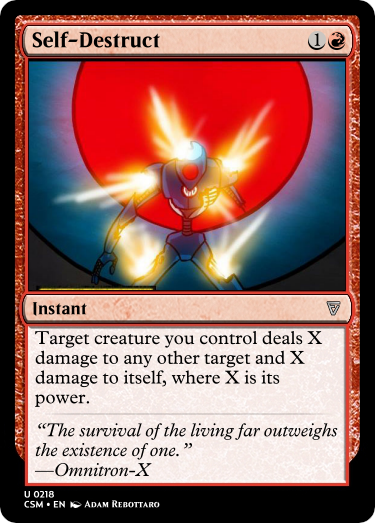 Self-Destruct 1
Instant
Target creature you control deals X
damage to any other target and X
damage to itself, where X is its
power.
“The survival of the living far outweighs
the existence of one.”
—Omnitron-X
U 0218
CSM • EN Adam Rebottaro